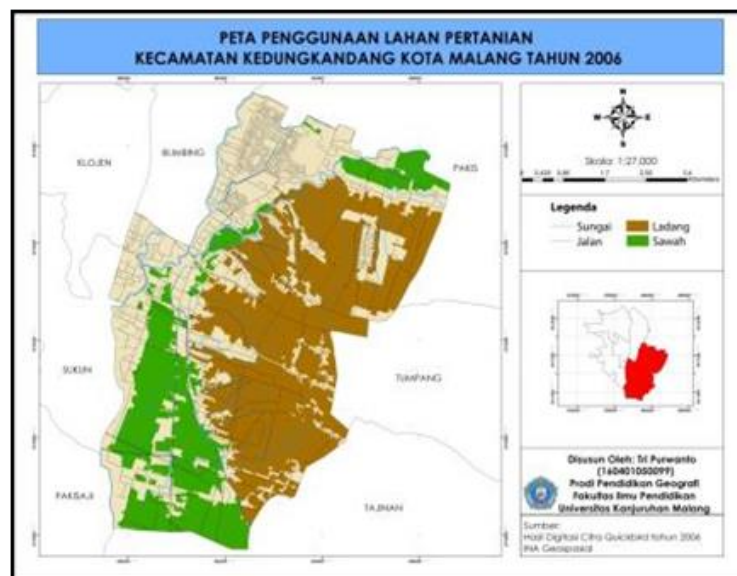 PETA PENGGUNAAN LAHAN PERTANIAN
KECAMATAN KEDUNGKANDANG KOTA MALANG TAHUN 2006
KLOJEN
BLIMBING
PAKIS
SUKUN
TUMPANG
PAKISAJI
TAJINAN
N
W
E
S
Skala: 1:27.000
Legenda
Sungai
Jalan
Ladang
Sawah
Disusun Oleh: Tri Purwanto
(160401050099)
Prodi Pendidikan Geografi
Fakultas Ilmu Pendidikan
Universitas Kanjuruhan Malang
Sumber:
Hasil Digitasi Citra Quickbird tahun 2006
INA Geospasial